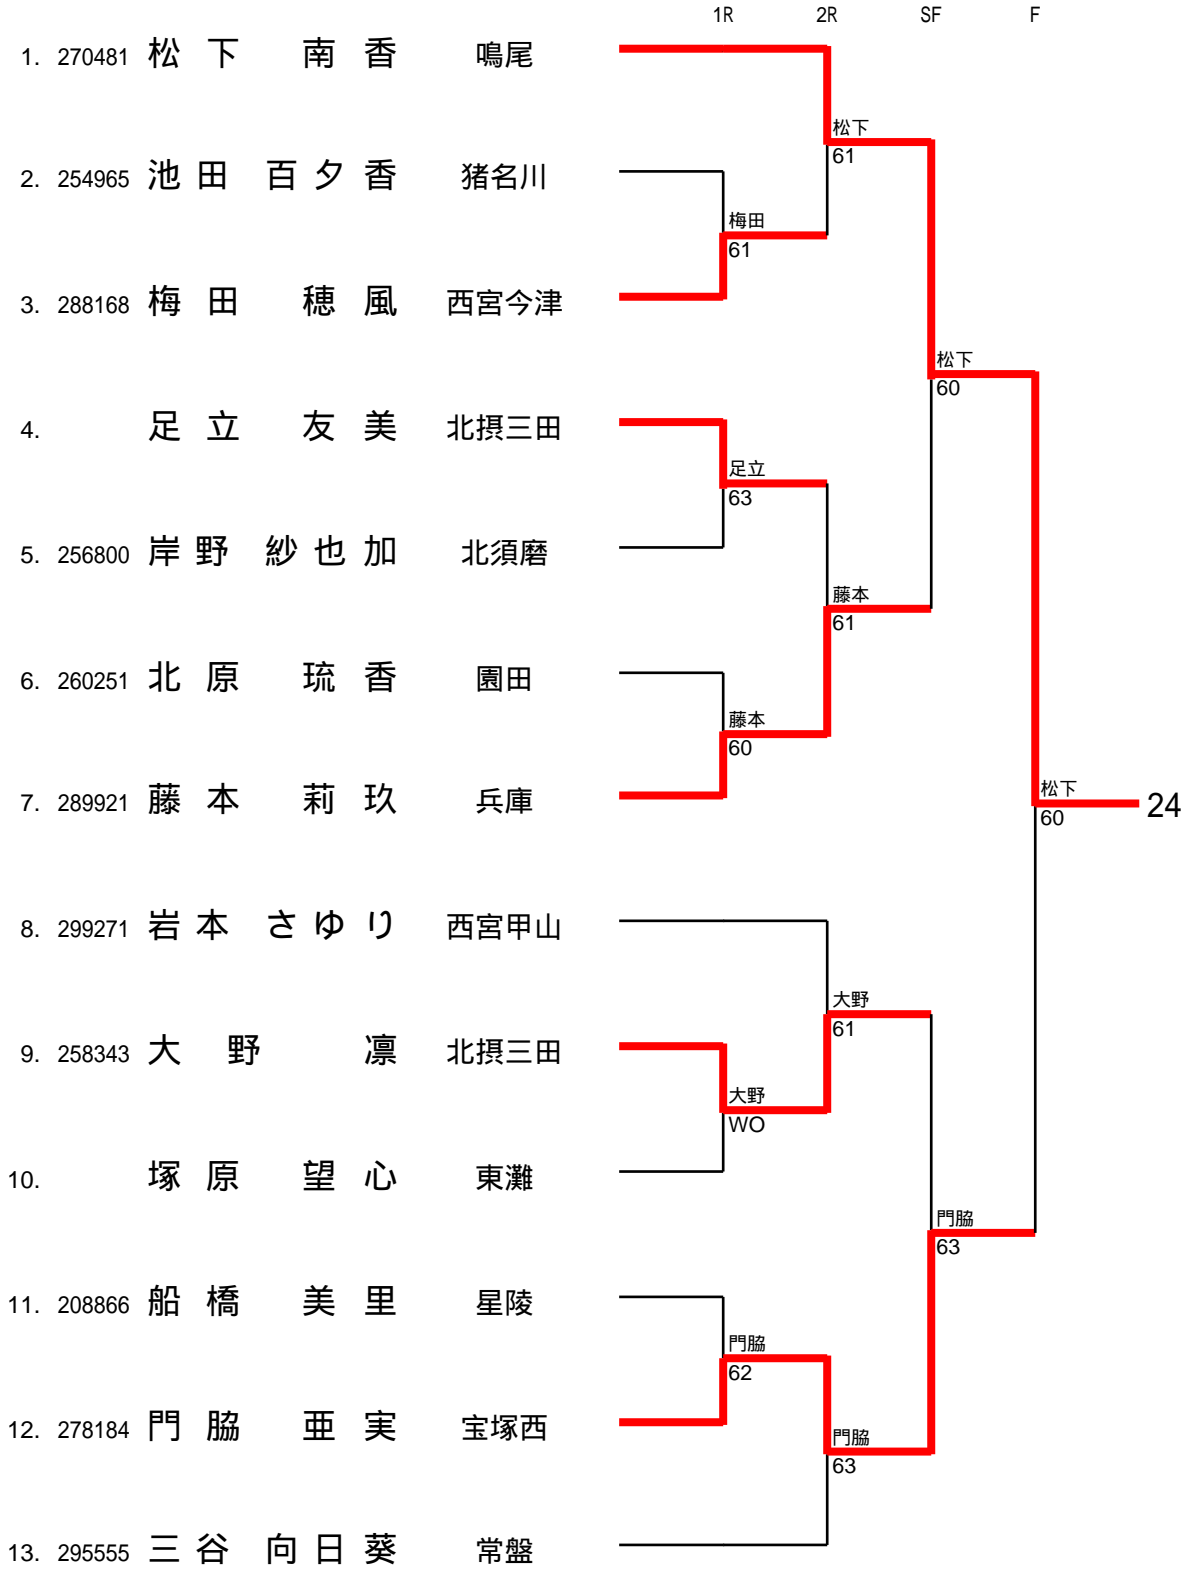 1R 2R SF F
1. 270481 松下 南香 鳴尾
松下
61
2. 254965 池田 百夕香 猪名川
梅田
61
3. 288168 梅田 穂風 西宮今津
松下
60
4. 足立 友美 北摂三田
足立
63
5. 256800 岸野 紗也加 北須磨
藤本
61
6. 260251 北原 琉香 園田
藤本
60
7. 289921 藤本 莉玖 兵庫
松下
60
24
8. 299271 岩本 さゆり 西宮甲山
大野
61
9. 258343 大野 凛 北摂三田
大野
WO
10. 塚原 望心 東灘
門脇
63
11. 208866 船橋 美里 星陵
門脇
62
12. 278184 門脇 亜実 宝塚西
門脇
63
13. 295555 三谷 向日葵 常盤